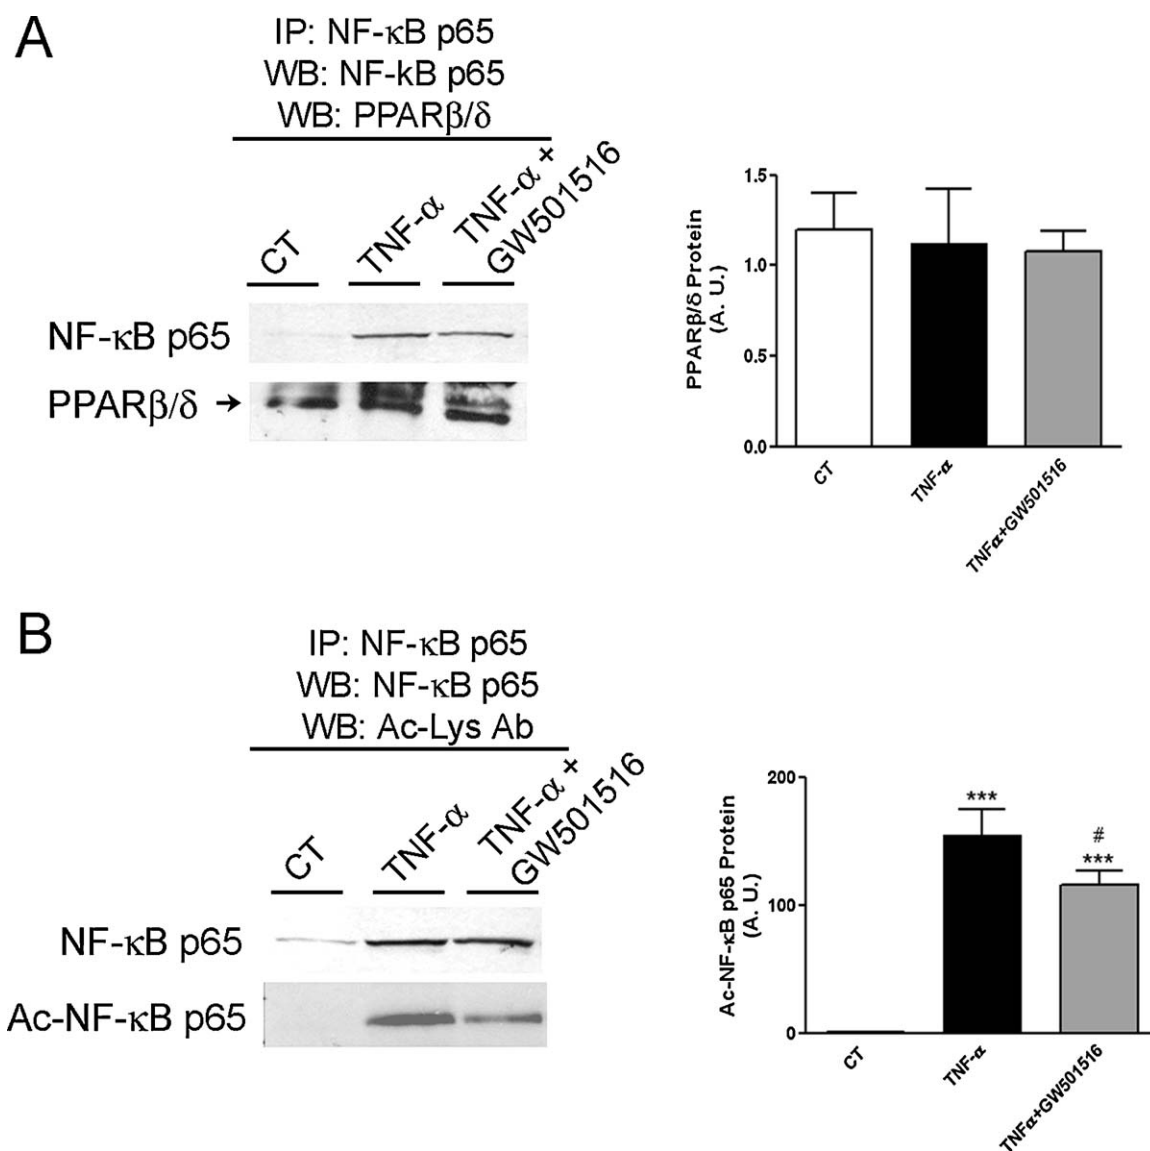 A
IP: NF-κB p65
WB: NF-kB p65
WB: PPARβ/δ
CT
TNF-α
TNF-α +
GW501516
NF-κB p65
PPARβ/δ →
PPARβ/δ Protein
(A. U.)
1.5
1.0
0.5
0.0
CT
TNF-α
TNFα+GW501516
B
IP: NF-κB p65
WB: NF-κB p65
WB: Ac-Lys Ab
CT
TNF-α
TNF-α +
GW501516
NF-κB p65
Ac-NF-κB p65
Ac-NF-κB p65 Protein
(A. U.)
200
100
0
***
#
***
CT
TNF-α
TNFα+GW501516